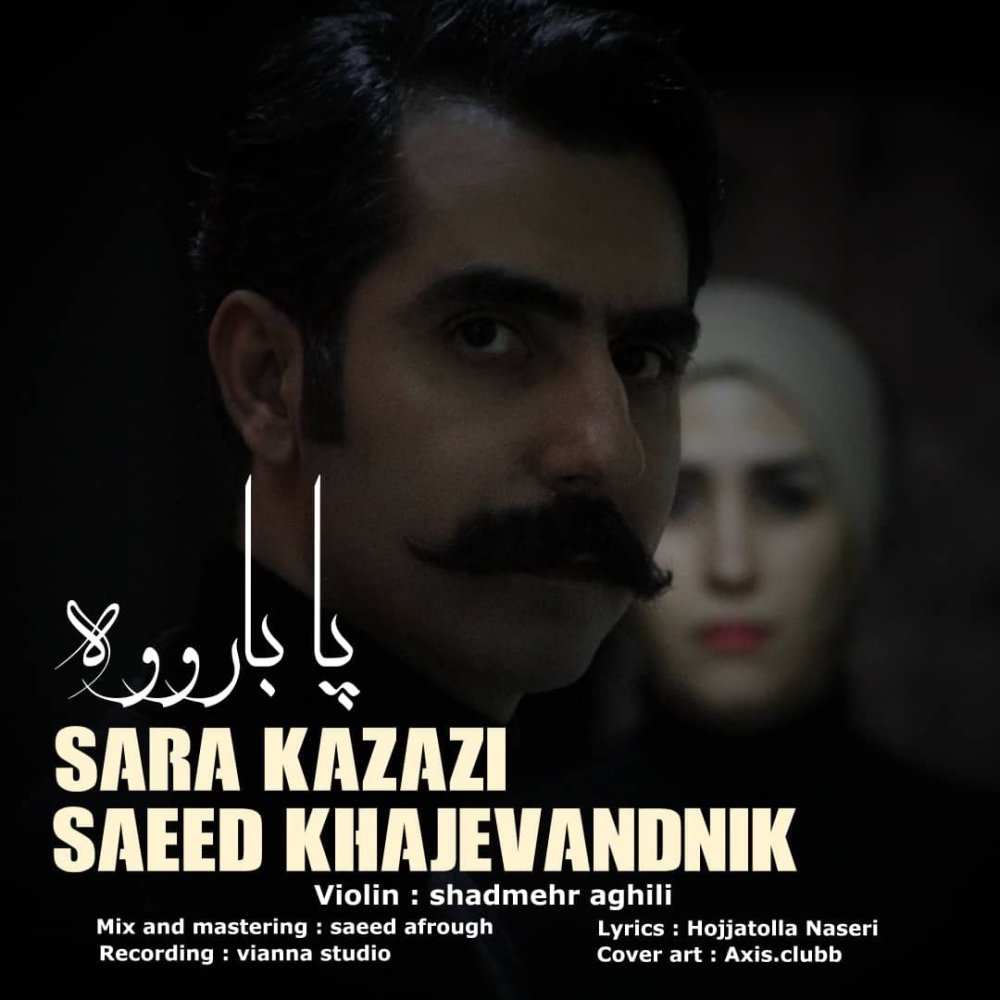 پا بارووه
SARA KAZAZI
SAEED KHAJEVANDNIK
Violin : shadmehr aghili
Mix and mastering : saeed afrough
Lyrics : Hojjatolla Naseri
Recording : vianna studio
Cover art : Axis.clubb